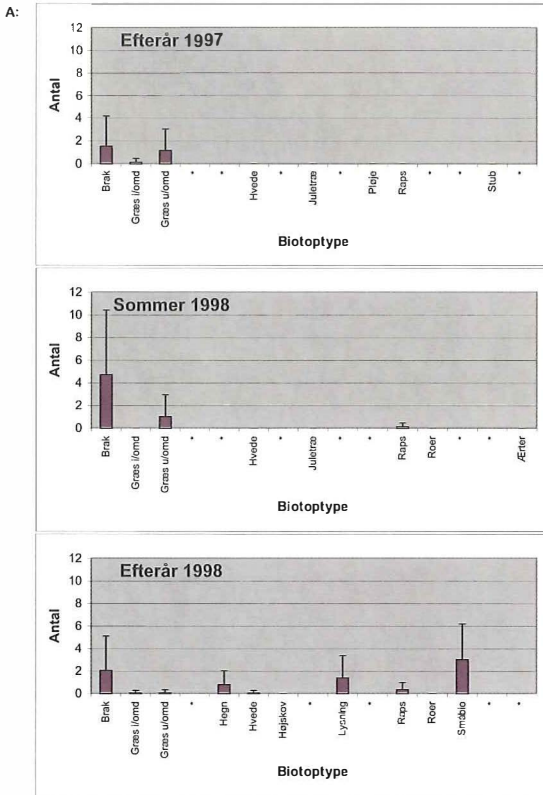 A:
Efterår 1997
Antal
12
10
8
6
4
2
0
Brak
Græs i/omd
Græs u/omd
*
*
Hvede
*
Juletræ
*
Pløje
Raps
*
*
Stub
*
Biotoptype
Sommer 1998
Antal
12
10
8
6
4
2
0
Brak
Græs i/omd
Græs u/omd
*
*
Hvede
*
Juletræ
*
*
Raps
Roer
*
*
Ærter
Biotoptype
Efterår 1998
Antal
12
10
8
6
4
2
0
Brak
Græs i/omd
Græs u/omd
*
Hegn
Hvede
Højskov
*
Lysning
*
Raps
Roer
Småbio
*
*
Biotoptype